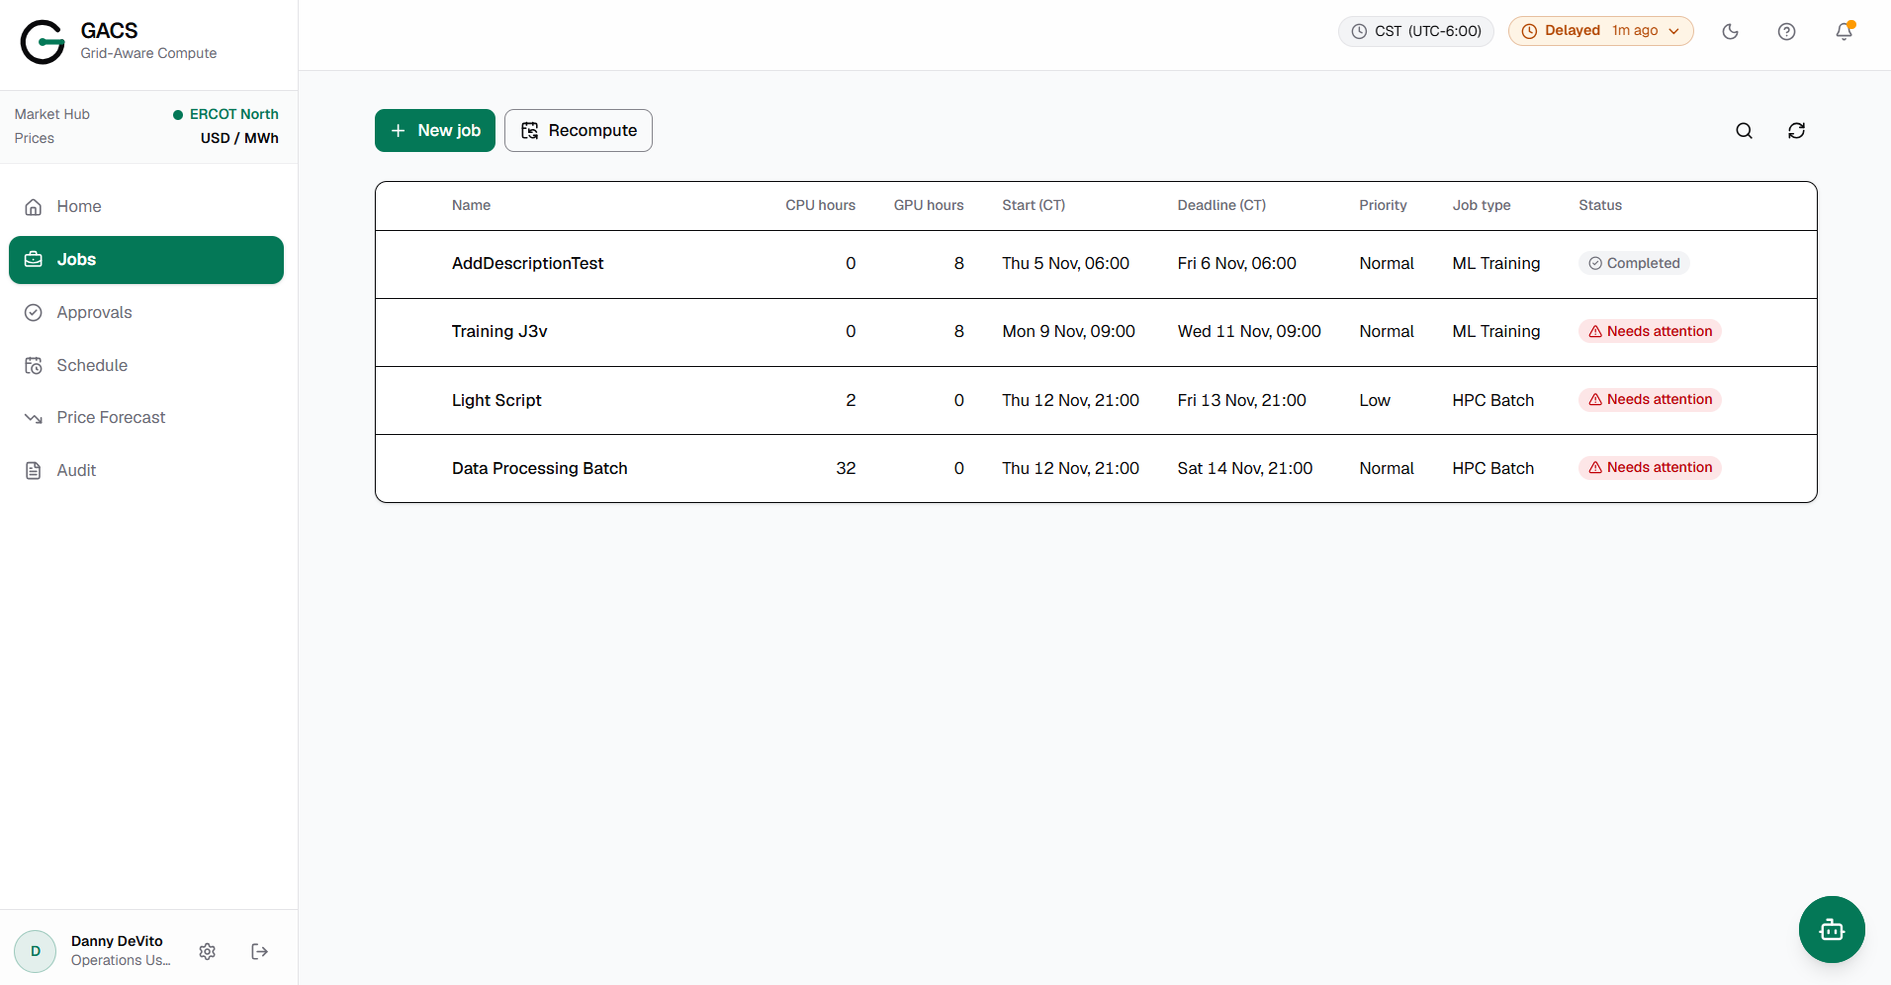 GACS
Grid-Aware Compute
Market Hub ERCOT North
Prices USD / MWh
Home
Jobs
Approvals
Schedule
Price Forecast
Audit
D
Danny DeVito
Operations Us...
CST (UTC-6:00) Delayed 1m ago
New job Recompute
Name CPU hours GPU hours Start (CT) Deadline (CT) Priority Job type Status
AddDescriptionTest 0 8 Thu 5 Nov, 06:00 Fri 6 Nov, 06:00 Normal ML Training Completed
Training J3v 0 8 Mon 9 Nov, 09:00 Wed 11 Nov, 09:00 Normal ML Training Needs attention
Light Script 2 0 Thu 12 Nov, 21:00 Fri 13 Nov, 21:00 Low HPC Batch Needs attention
Data Processing Batch 32 0 Thu 12 Nov, 21:00 Sat 14 Nov, 21:00 Normal HPC Batch Needs attention